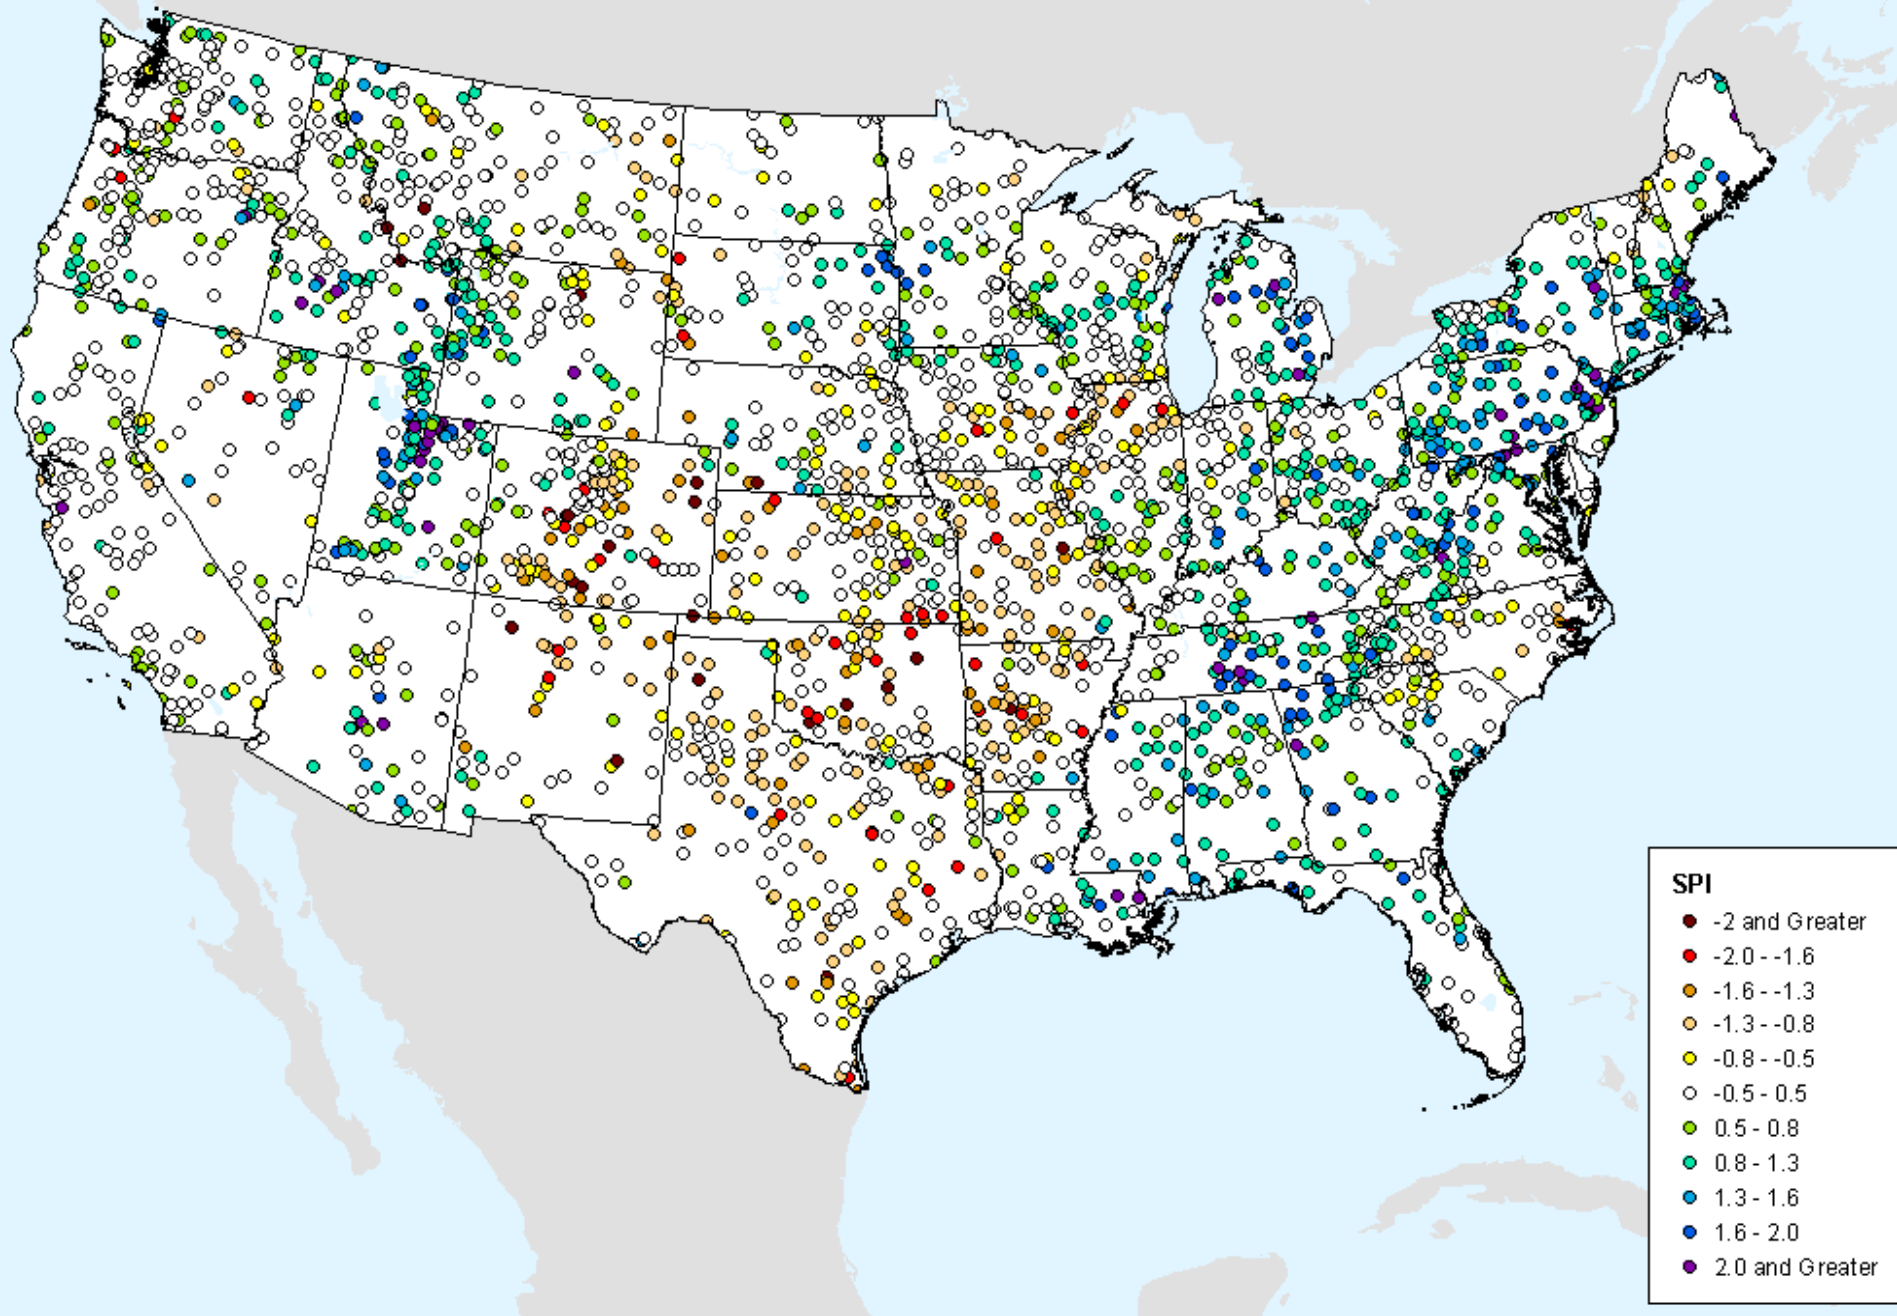 SPI
-2 and Greater
-2.0 - -1.6
-1.6 - -1.3
-1.3 - -0.8
-0.8 - -0.5
-0.5 - 0.5
0.5 - 0.8
0.8 - 1.3
1.3 - 1.6
1.6 - 2.0
2.0 and Greater